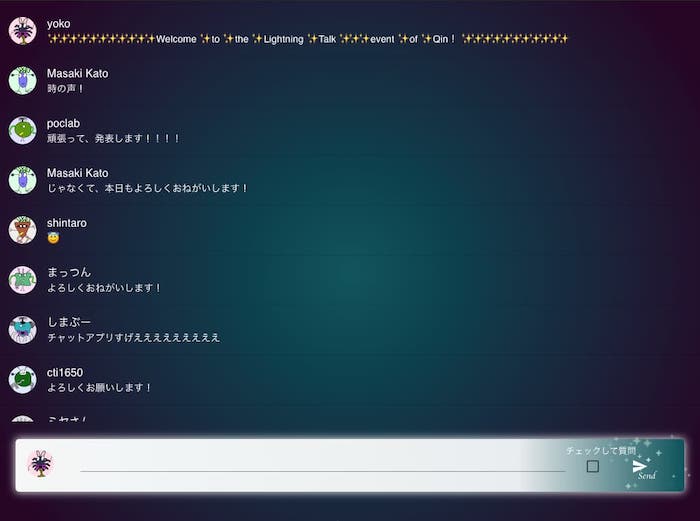 yoko
✨✨✨✨✨✨✨✨✨✨✨Welcome ✨to ✨the ✨Lightning ✨Talk ✨✨✨event ✨of ✨Qin！ ✨✨✨✨✨✨✨✨✨✨✨
Masaki Kato
時の声！
poclab
頑張って、発表します！！！！
Masaki Kato
じゃなくて、本日もよろしくおねがいします！
shintaro
😇
まっつん
よろしくおねがいします！
しまぶー
チャットアプリすげえええええええええ
cti1650
よろしくお願いします！
チェックして質問
Send